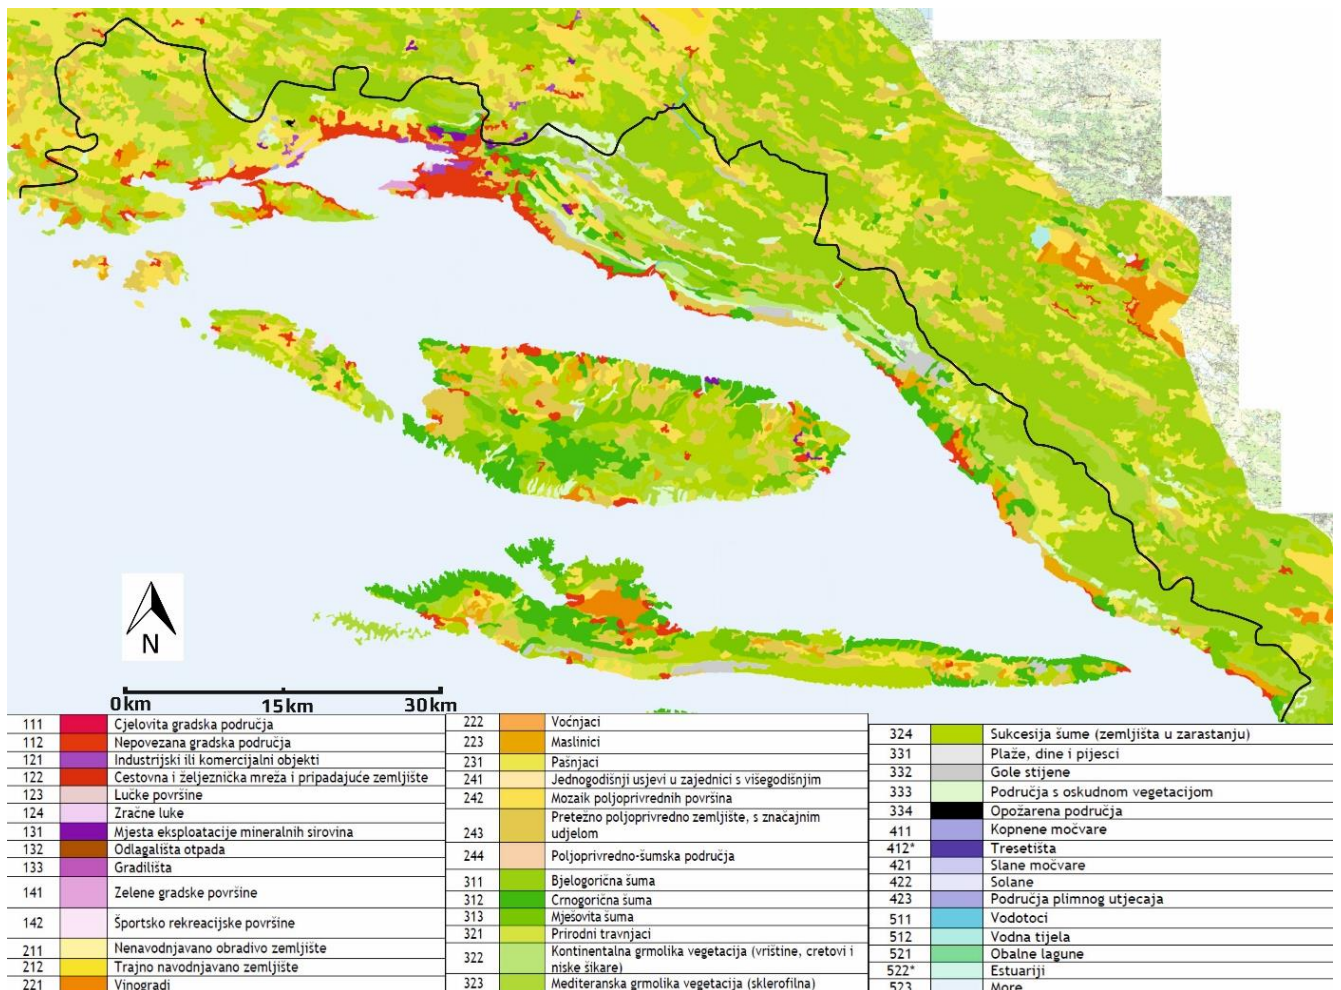 N
0km 15km 30km
111 Cjelovita gradska područja
112 Nepovezana gradska područja
121 Industrijski ili komercijalni objekti
122 Cestovna i željeznička mreža i pripadajuće zemljište
123 Lučke površine
124 Zračne luke
131 Mjesta eksploatacije mineralnih sirovina
132 Odlagališta otpada
133 Gradilišta
141 Zelene gradske površine
142 Športsko rekreacijske površine
211 Nenavodnjavano obradivo zemljište
212 Trajno navodnjavano zemljište
221 Vinogradi
222 Voćnjaci
223 Maslinici
231 Pašnjaci
241 Jednogodišnji usjevi u zajednici s višegodišnjim
242 Mozaik poljoprivrednih površina
243 Pretežno poljoprivredno zemljište, s značajnim
udjelom
244 Poljoprivredno-šumska područja
311 Bjelogorična šuma
312 Crnogorična šuma
313 Mješovita šuma
321 Prirodni travnjaci
322 Kontinentalna grmolika vegetacija (vrištine, cretovi i
niske šikare)
323 Mediteranska grmolika vegetacija (sklerofilna)
324 Sukcesija šume (zemljišta u zarastanju)
331 Plaže, dine i pijesci
332 Gole stijene
333 Područja s oskudnom vegetacijom
334 Opožarena područja
411 Kopnene močvare
412* Tresetišta
421 Slane močvare
422 Solane
423 Područja plimnog utjecaja
511 Vodotoci
512 Vodna tijela
521 Obalne lagune
522* Estuariji
523 More